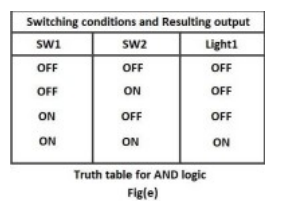 Switching conditions and Resulting output
SW1 SW2 Light1
OFF OFF OFF
OFF ON OFF
ON OFF OFF
ON ON ON
Truth table for AND logic
Fig(e)